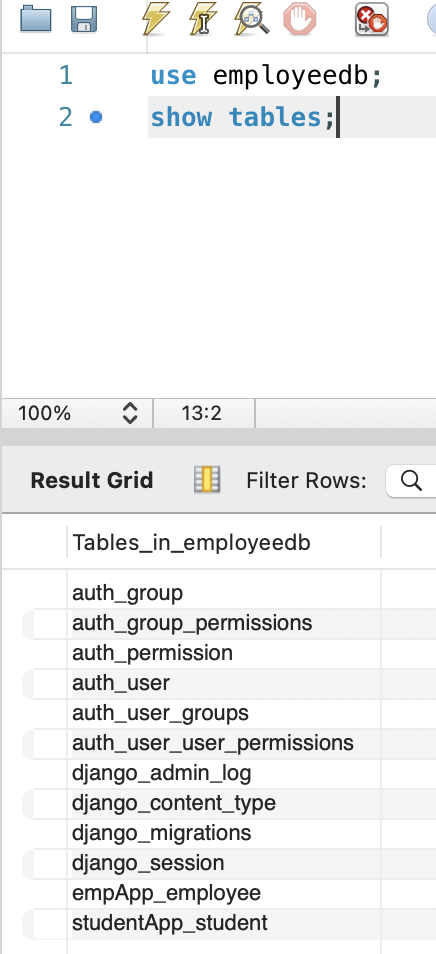 1 use employeedb;
2 show tables;
100% 13:2
Result Grid Filter Rows:
Tables_in_employeedb
auth_group
auth_group_permissions
auth_permission
auth_user
auth_user_groups
auth_user_user_permissions
django_admin_log
django_content_type
django_migrations
django_session
empApp_employee
studentApp_student